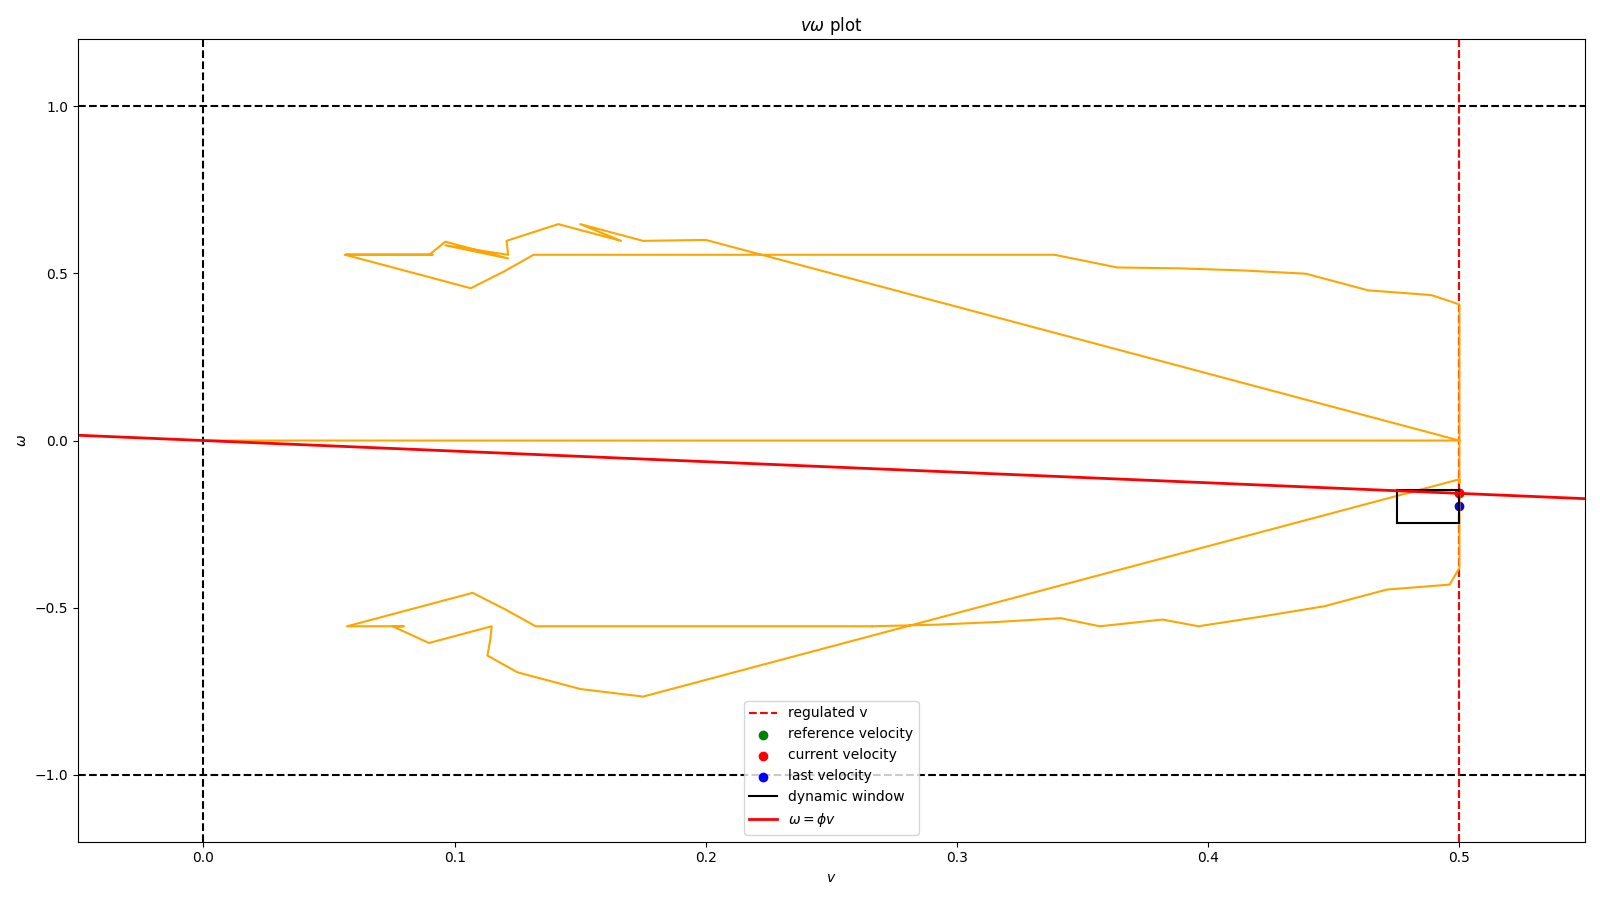 vω plot
1.0
0.5
0.0
−0.5
−1.0
ω
regulated v
reference velocity
current velocity
last velocity
dynamic window
ω = ϕv
0.0 0.1 0.2 0.3 0.4 0.5
v